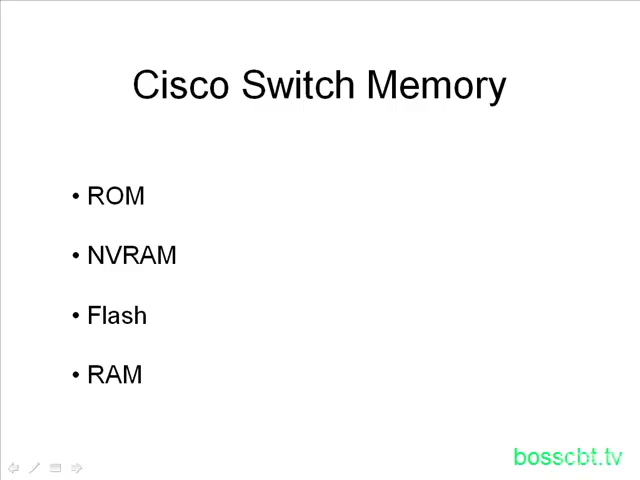 Cisco Switch Memory
• ROM
• NVRAM
• Flash
• RAM
bosscbt.tv